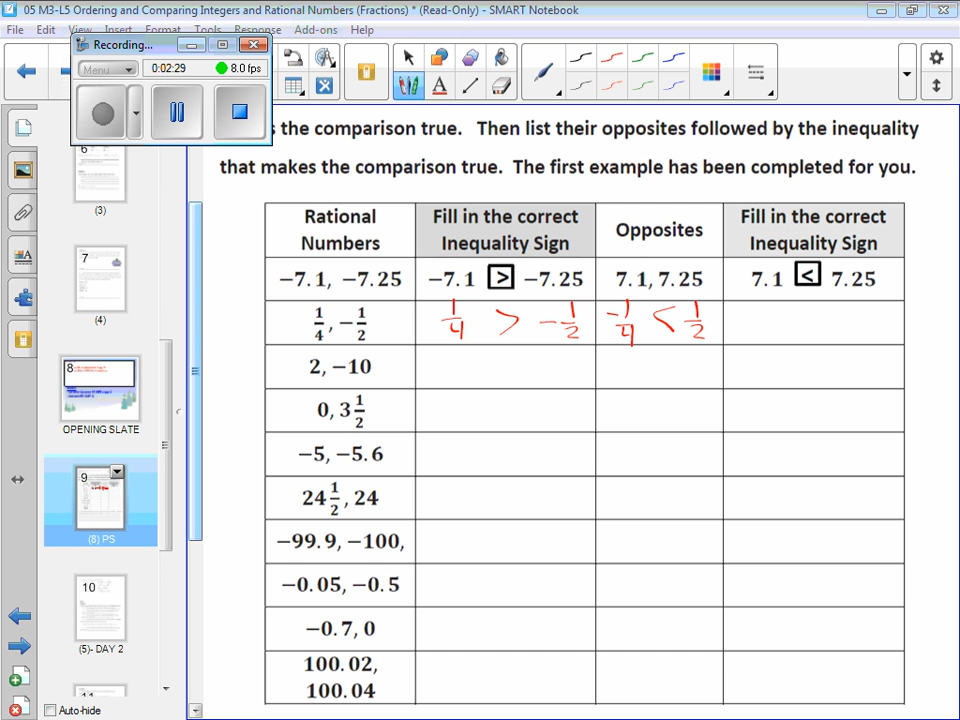 05 M3-L5 Ordering and Comparing Integers and Rational Numbers (Fractions) * (Read-Only) - SMART Notebook
File Edit View Insert Format Tools Response Add-ons Help
Recording...
Menu 0:02:29 8.0 fps
s the comparison true. Then list their opposites followed by the inequality
that makes the comparison true. The first example has been completed for you.
Rational Numbers | Fill in the correct Inequality Sign | Opposites | Fill in the correct Inequality Sign
−7.1, −7.25 | −7.1 > −7.25 | 7.1, 7.25 | 7.1 < 7.25
1/4, −1/2 | 1/4 > −1/2 | −1/4 < 1/2
2, −10
0, 3 1/2
−5, −5.6
24 1/2, 24
−99.9, −100,
−0.05, −0.5
−0.7, 0
100.02,
100.04
6
(3)
7
(4)
8
OPENING SLATE
9
(8) PS
10
(5)- DAY 2
11
Auto-hide